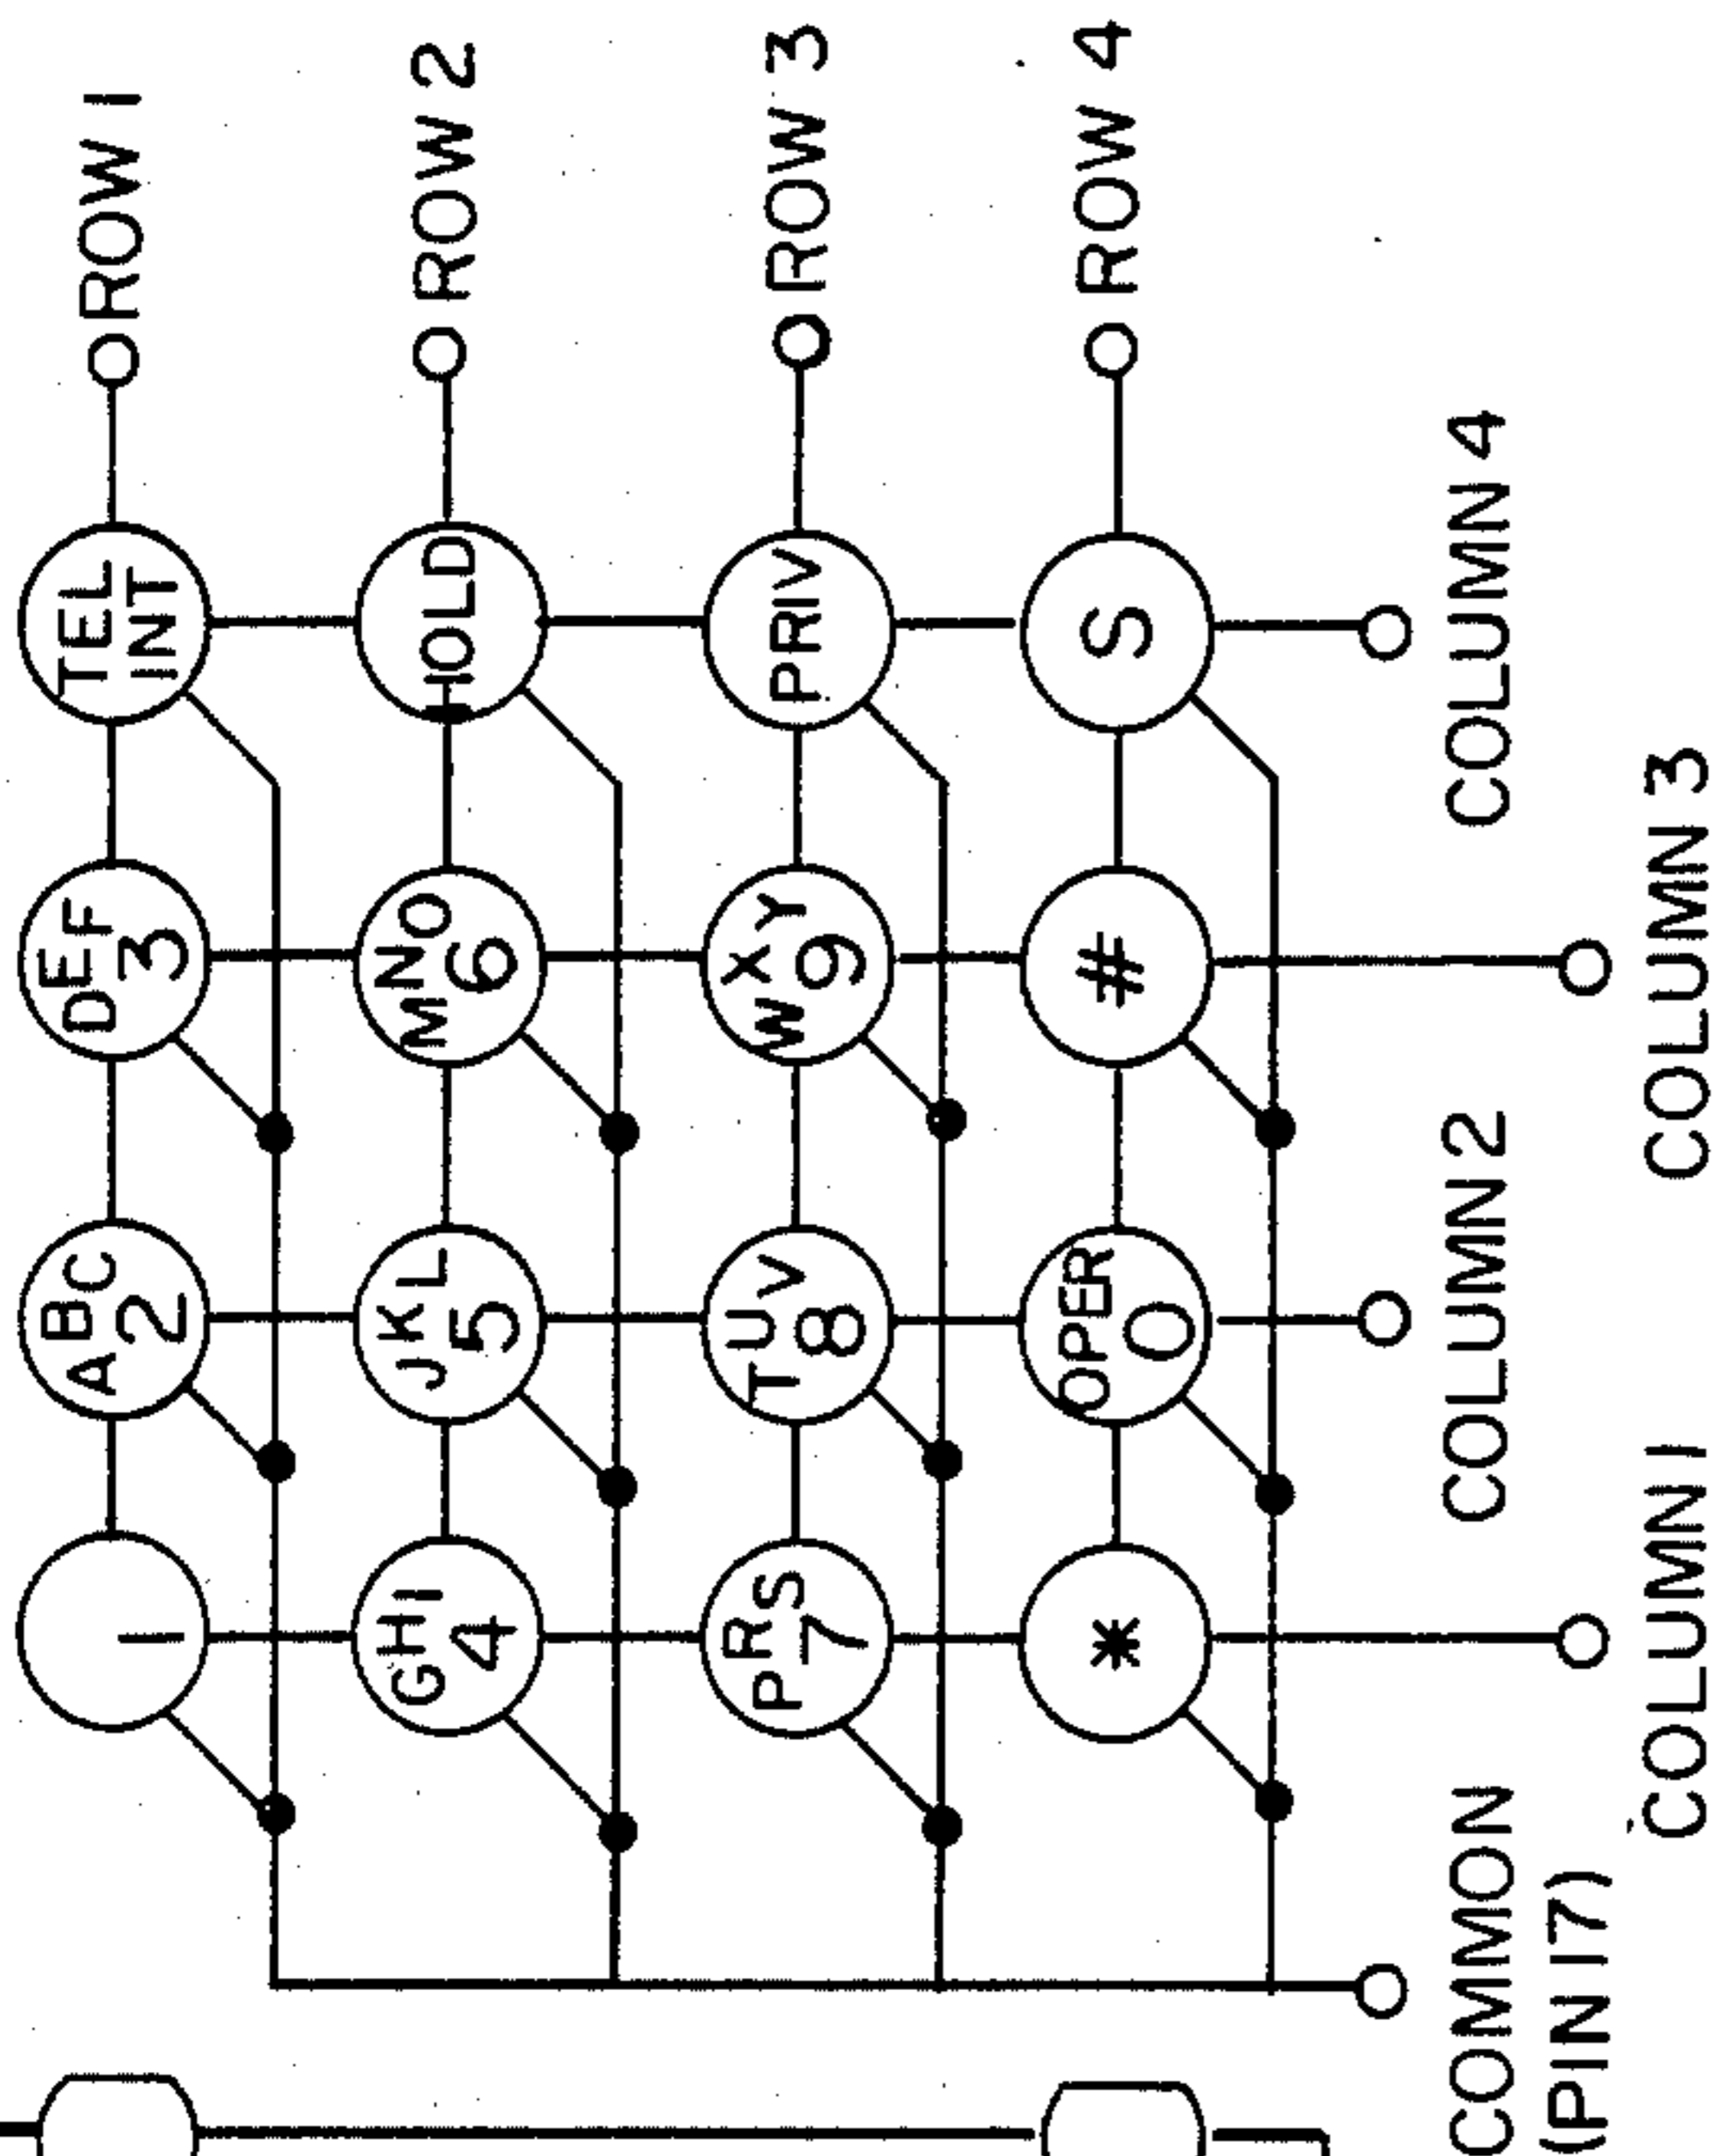 1
ABC
2
DEF
3
TEL
INT
ROW 1
GHI
4
JKL
5
MNO
6
HOLD
ROW 2
PRS
7
TUV
8
WXY
9
PRIV
ROW 3
*
OPER
0
#
S
ROW 4
COMMON
(PIN 17)
COLUMN 1
COLUMN 2
COLUMN 3
COLUMN 4